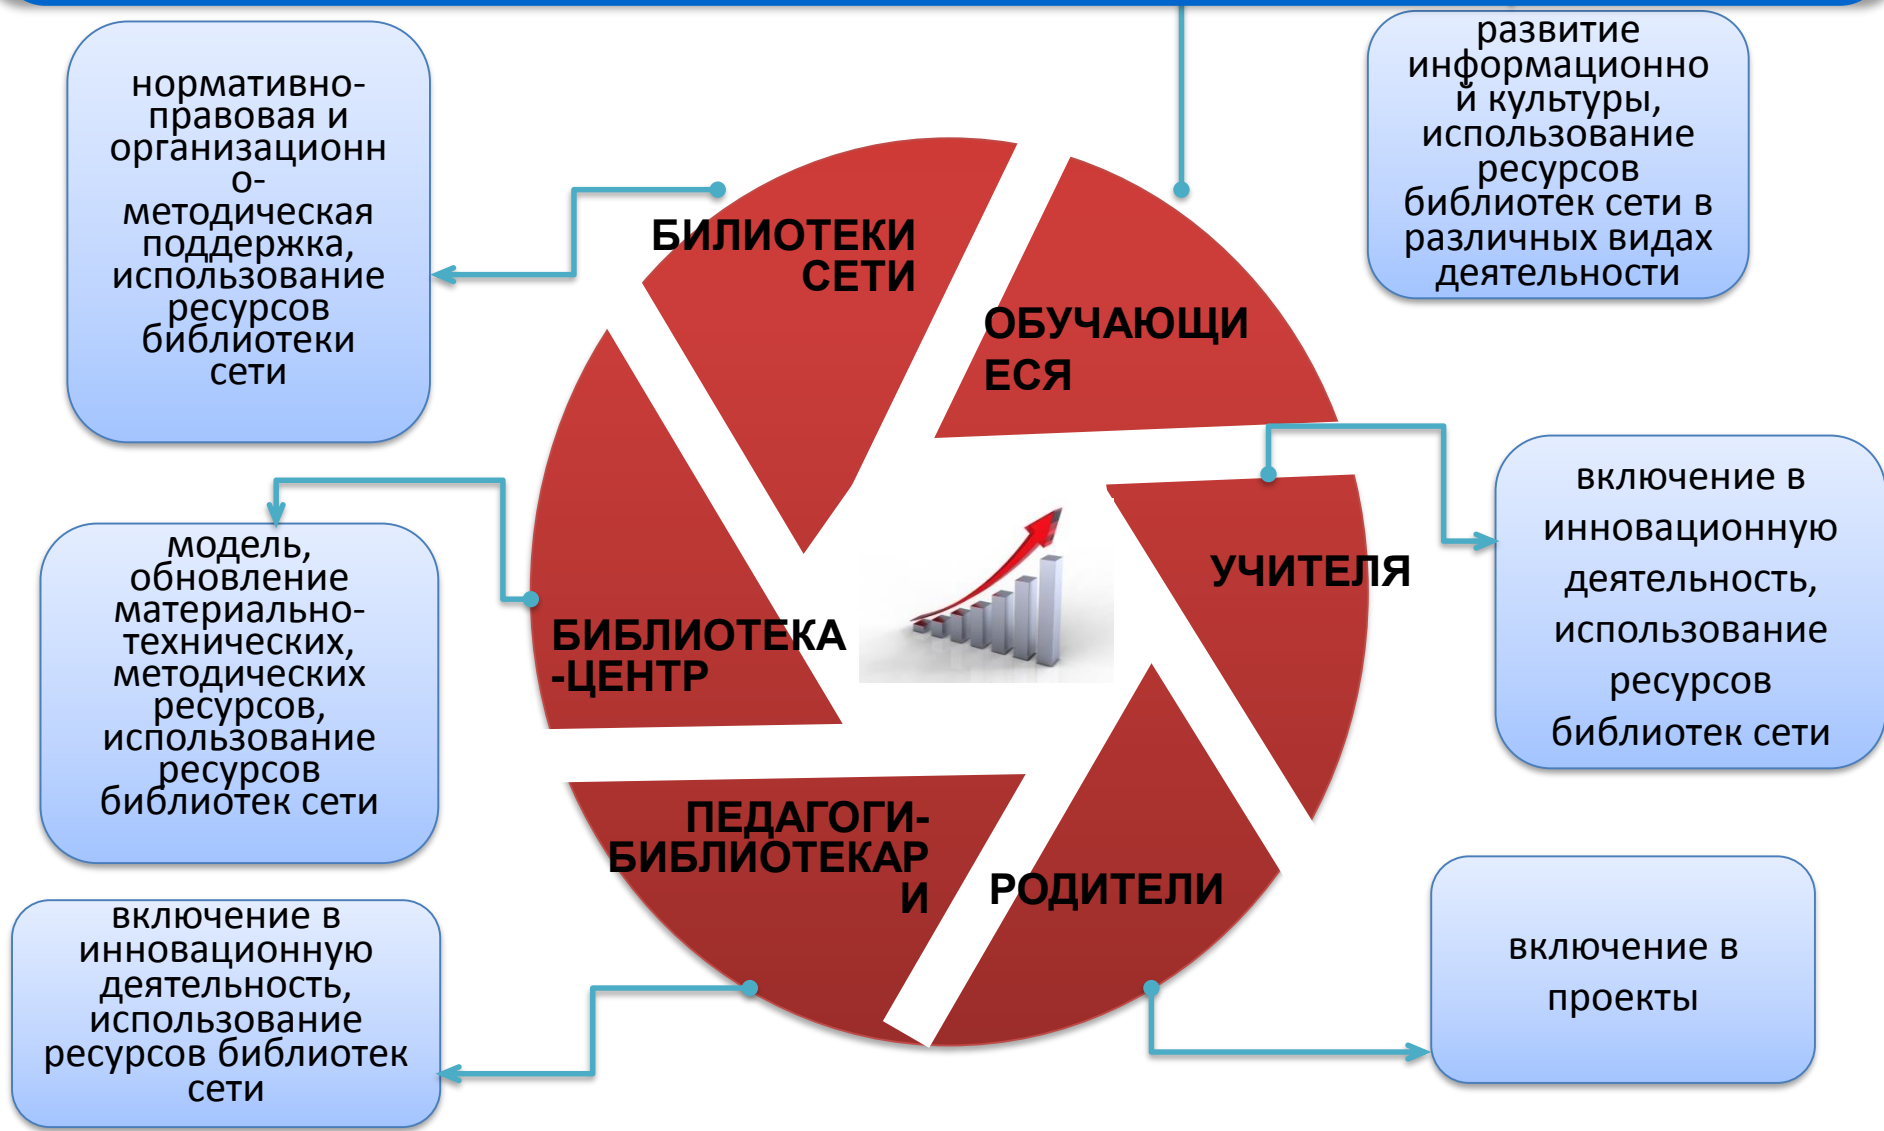 нормативно-
правовая и
организационн
о-
методическая
поддержка,
использование
ресурсов
библиотеки
сети
развитие
информационно
й культуры,
использование
ресурсов
библиотек сети в
различных видах
деятельности
БИЛИОТЕКИ
СЕТИ
ОБУЧАЮЩИ
ЕСЯ
включение в
инновационную
деятельность,
использование
ресурсов
библиотек сети
УЧИТЕЛЯ
модель,
обновление
материально-
технических,
методических
ресурсов,
использование
ресурсов
библиотек сети
БИБЛИОТЕКА
-ЦЕНТР
ПЕДАГОГИ-
БИБЛИОТЕКАР
И
РОДИТЕЛИ
включение в
инновационную
деятельность,
использование
ресурсов библиотек
сети
включение в
проекты